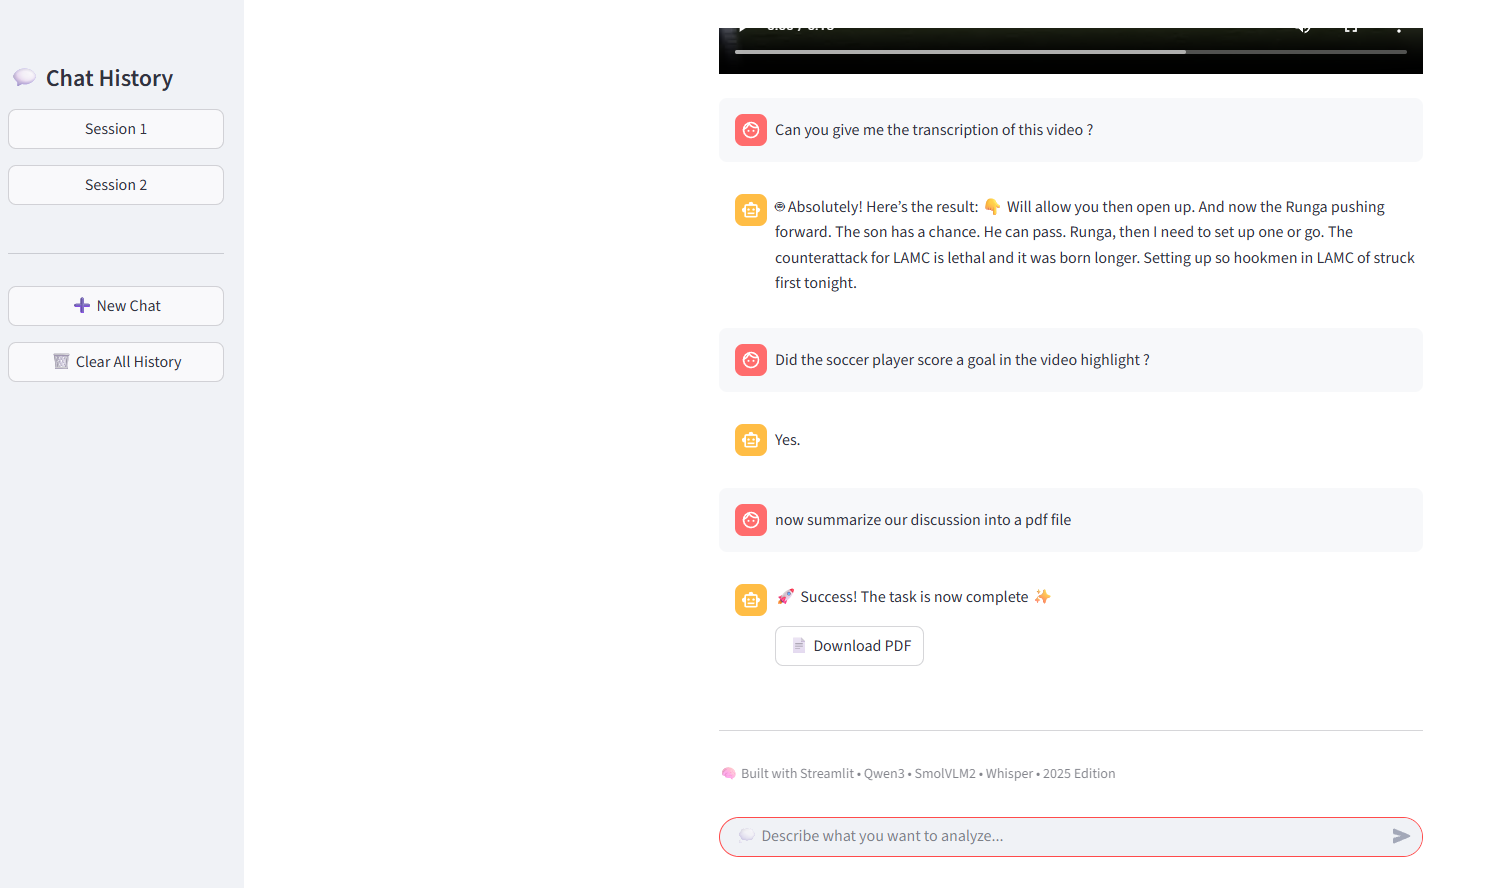 Chat History
Session 1
Session 2
New Chat
Clear All History
Can you give me the transcription of this video ?
Absolutely! Here’s the result: 👇 Will allow you then open up. And now the Runga pushing
forward. The son has a chance. He can pass. Runga, then I need to set up one or go. The
counterattack for LAMC is lethal and it was born longer. Setting up so hookmen in LAMC of struck
first tonight.
Did the soccer player score a goal in the video highlight ?
Yes.
now summarize our discussion into a pdf file
🚀 Success! The task is now complete ✨
Download PDF
Built with Streamlit • Qwen3 • SmolVLM2 • Whisper • 2025 Edition
Describe what you want to analyze...